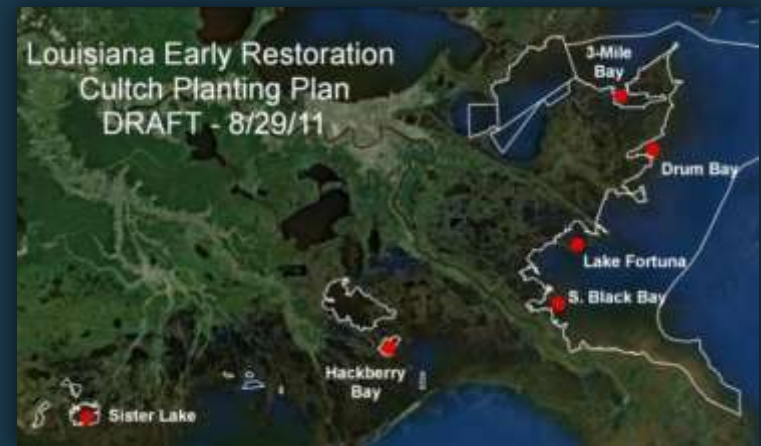 Louisiana Early Restoration
Cultch Planting Plan
DRAFT - 8/29/11
3-Mile
Bay
Drum Bay
Lake Fortuna
S. Black Bay
Hackberry
Bay
Sister Lake